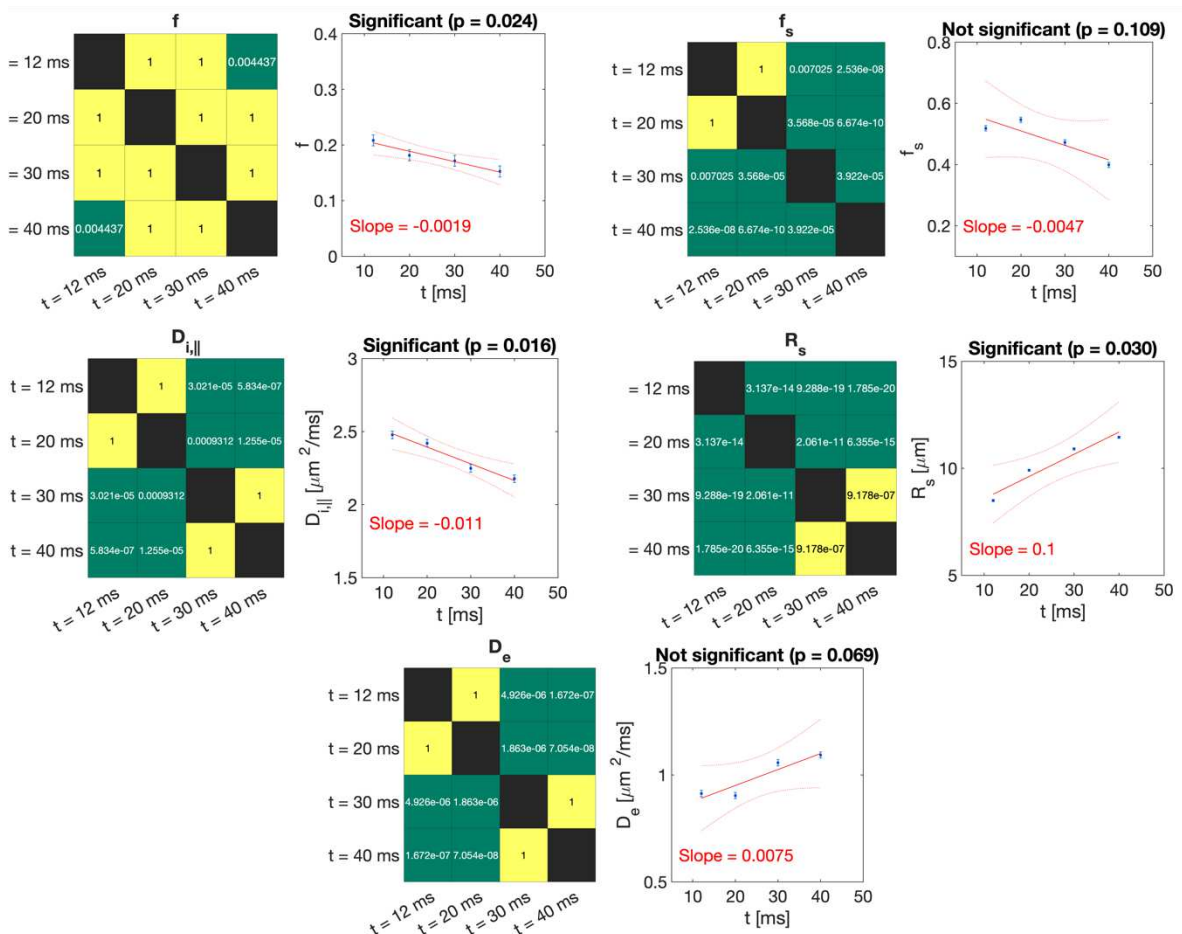 f
= 12 ms
1
1
0.004437
= 20 ms
1
1
1
= 30 ms
1
1
1
= 40 ms
0.004437
1
1
t = 12 ms
t = 20 ms
t = 30 ms
t = 40 ms
Significant (p = 0.024)
0.4
0.3
0.2
0.1
0
f
Slope = -0.0019
10
20
30
40
50
t [ms]
f_s
t = 12 ms
1
0.007025
2.536e-08
t = 20 ms
1
3.568e-05
6.674e-10
t = 30 ms
0.007025
3.568e-05
3.922e-05
t = 40 ms
2.536e-08
6.674e-10
3.922e-05
t = 12 ms
t = 20 ms
t = 30 ms
t = 40 ms
Not significant (p = 0.109)
0.8
0.6
0.4
0.2
f_s
Slope = -0.0047
10
20
30
40
50
t [ms]
D_i,||
t = 12 ms
1
3.021e-05
5.834e-07
t = 20 ms
1
0.0009312
1.255e-05
t = 30 ms
3.021e-05
0.0009312
1
t = 40 ms
5.834e-07
1.255e-05
1
t = 12 ms
t = 20 ms
t = 30 ms
t = 40 ms
Significant (p = 0.016)
3
2.5
2
1.5
D_i,|| [μm²/ms]
Slope = -0.011
10
20
30
40
50
t [ms]
R_s
= 12 ms
3.137e-14
9.288e-19
1.785e-20
= 20 ms
3.137e-14
2.061e-11
6.355e-15
= 30 ms
9.288e-19
2.061e-11
9.178e-07
= 40 ms
1.785e-20
6.355e-15
9.178e-07
t = 12 ms
t = 20 ms
t = 30 ms
t = 40 ms
Significant (p = 0.030)
15
10
5
R_s [μm]
Slope = 0.1
10
20
30
40
50
t [ms]
D_e
t = 12 ms
1
4.926e-06
1.672e-07
t = 20 ms
1
1.863e-06
7.054e-08
t = 30 ms
4.926e-06
1.863e-06
1
t = 40 ms
1.672e-07
7.054e-08
1
t = 12 ms
t = 20 ms
t = 30 ms
t = 40 ms
Not significant (p = 0.069)
1.5
1
0.5
D_e [μm²/ms]
Slope = 0.0075
10
20
30
40
50
t [ms]